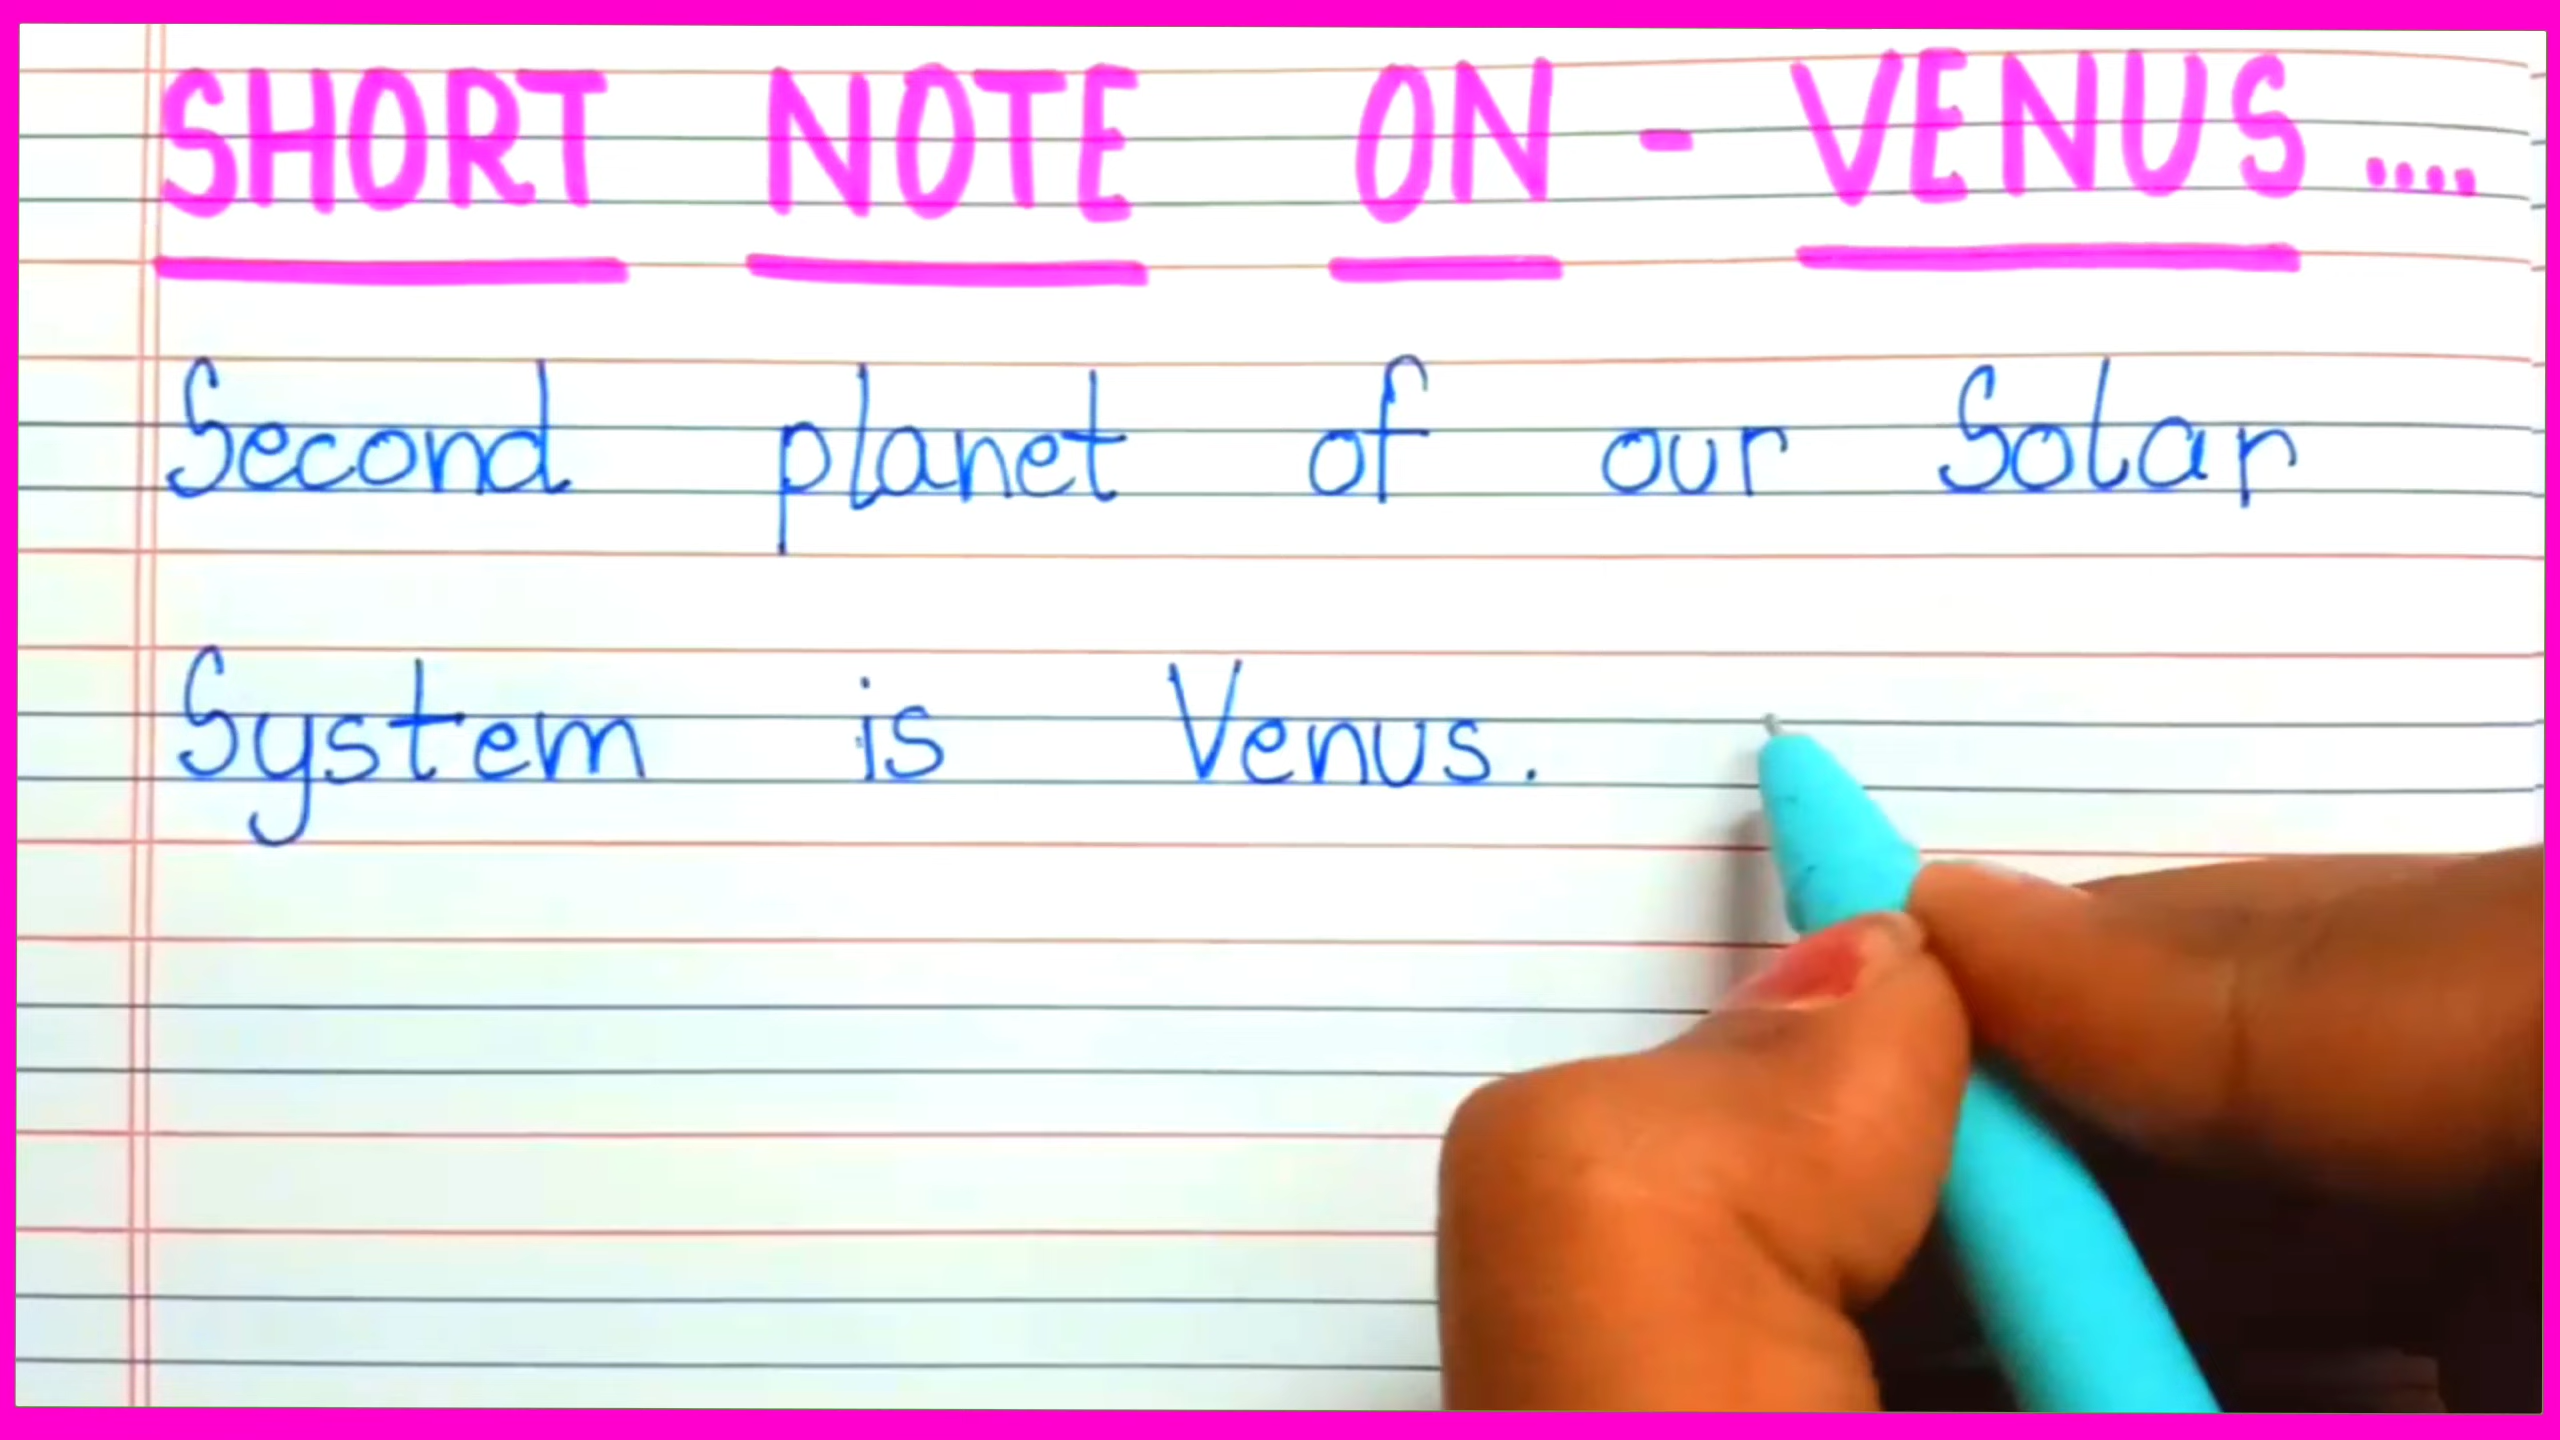 SHORT NOTE ON - VENUS....
Second planet of our Solar
System is Venus.